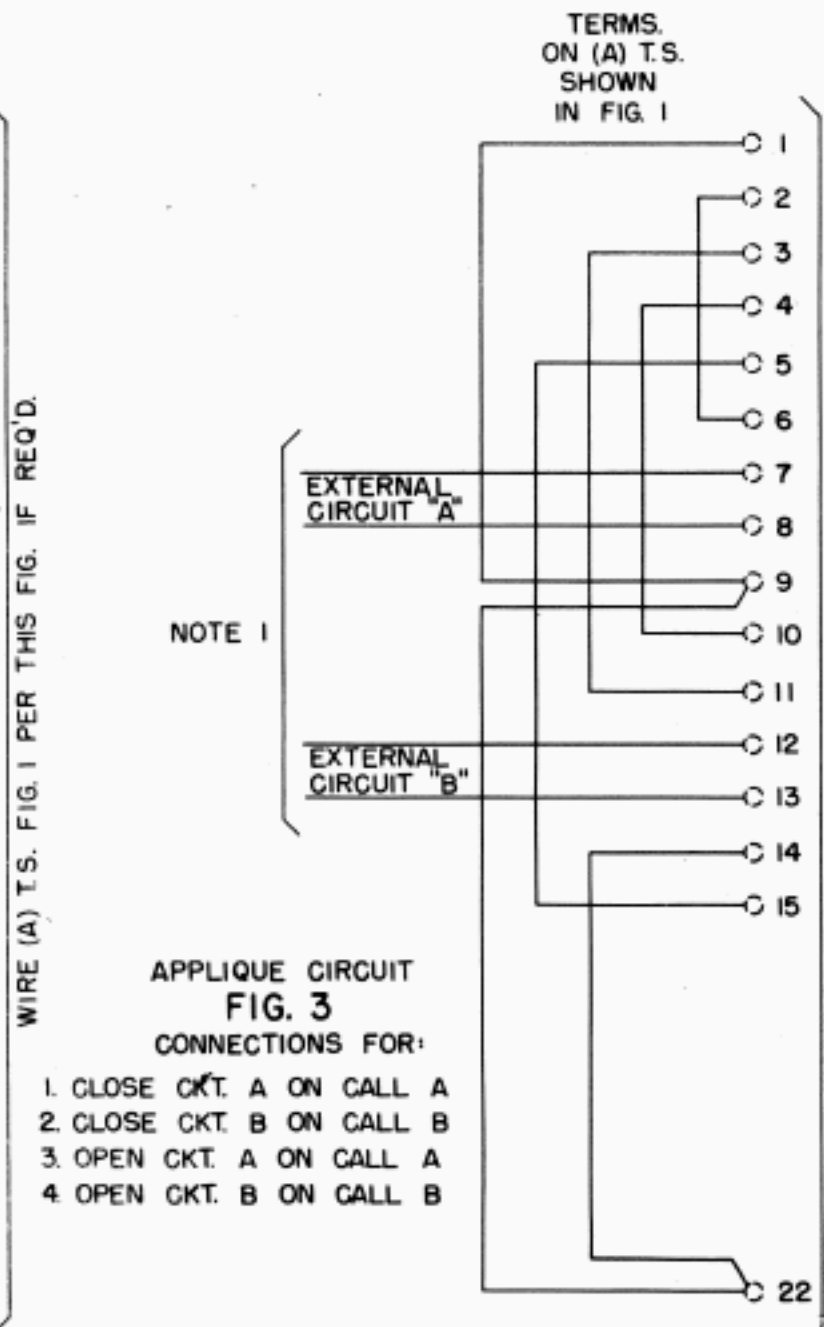 TERMS.
ON (A) T.S.
SHOWN
IN FIG. 1
1
2
3
4
5
6
7
EXTERNAL
CIRCUIT "A"
8
9
NOTE 1
10
11
12
EXTERNAL
CIRCUIT "B"
13
14
15
22
WIRE (A) T.S. FIG. 1 PER THIS FIG. IF REQ'D.
APPLIQUE CIRCUIT
FIG. 3
CONNECTIONS FOR:
1. CLOSE CKT. A ON CALL A
2. CLOSE CKT. B ON CALL B
3. OPEN CKT. A ON CALL A
4 OPEN CKT. B ON CALL B